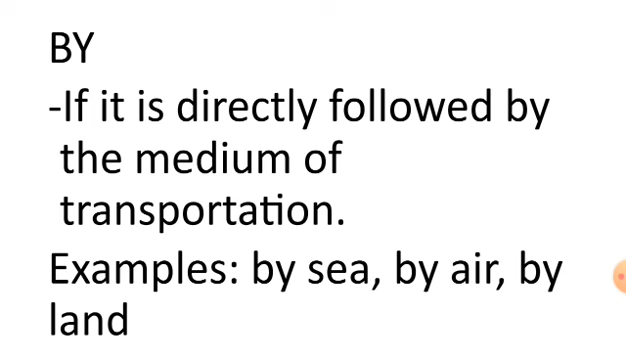 BY
-If it is directly followed by
the medium of
transportation.
Examples: by sea, by air, by
land